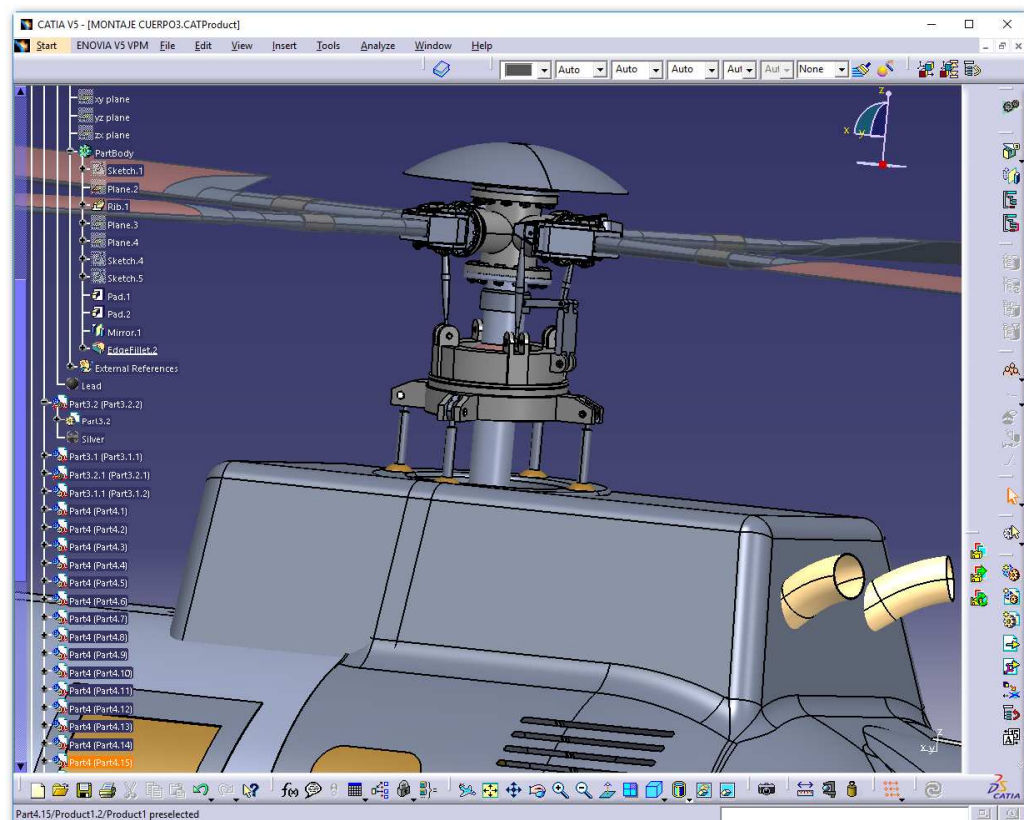 CATIA V5 - [MONTAJE CUERPO3.CATProduct]
Start ENOVIA V5 VPM File Edit View Insert Tools Analyze Window Help
Auto Auto Auto Aut Aut None
xy plane
yz plane
zx plane
PartBody
Sketch.1
Plane.2
Rib.1
Plane.3
Plane.4
Sketch.4
Sketch.5
Pad.1
Pad.2
Mirror.1
EdgeFillet.2
External References
Lead
Part3.2 (Part3.2.2)
Part3.2
Silver
Part3.1 (Part3.1.1)
Part3.2.1 (Part3.2.1)
Part3.1.1 (Part3.1.2)
Part4 (Part4.1)
Part4 (Part4.2)
Part4 (Part4.3)
Part4 (Part4.4)
Part4 (Part4.5)
Part4 (Part4.6)
Part4 (Part4.7)
Part4 (Part4.8)
Part4 (Part4.9)
Part4 (Part4.10)
Part4 (Part4.11)
Part4 (Part4.12)
Part4 (Part4.13)
Part4 (Part4.14)
Part4 (Part4.15)
z
x
y
z
x y
f(x)
CATIA
Part4.15/Product1.2/Product1 preselected